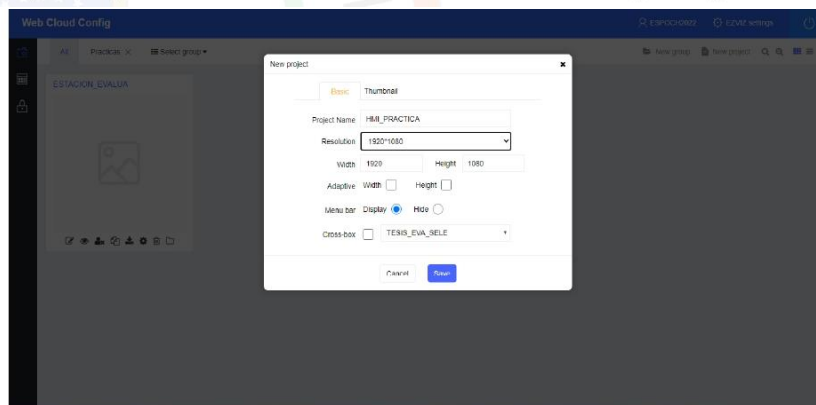 Web Cloud Config
ESPOCH2022 EZVIZ settings
All Practicas Select group New group New project
ESTACION_EVALUA
New project
Basic Thumbnail
Project Name HMI_PRACTICA
Resolution 1920*1080
Width 1920 Height 1080
Adaptive Width Height
Menu bar Display Hide
Cross-box TESIS_EVA_SELE
Cancel Save